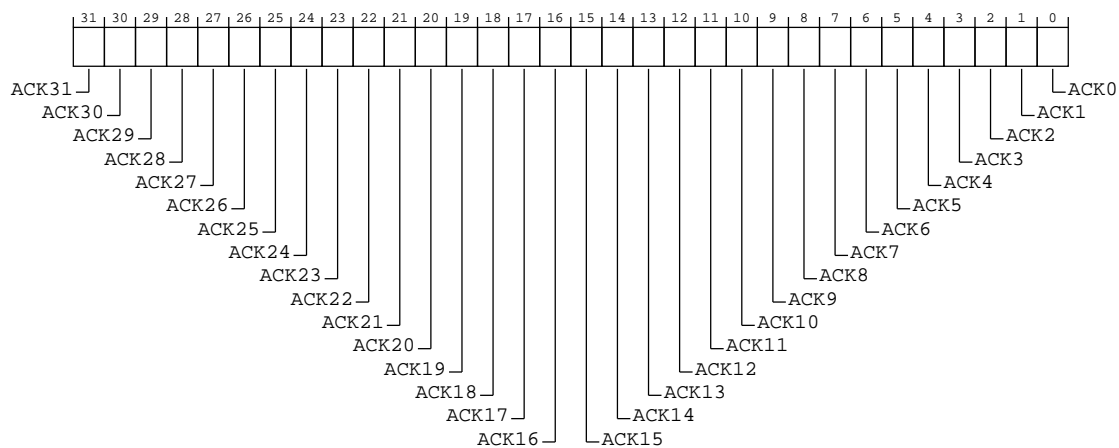 31 30 29 28 27 26 25 24 23 22 21 20 19 18 17 16 15 14 13 12 11 10 9 8 7 6 5 4 3 2 1 0
ACK31 ACK0
ACK30 ACK1
ACK29 ACK2
ACK28 ACK3
ACK27 ACK4
ACK26 ACK5
ACK25 ACK6
ACK24 ACK7
ACK23 ACK8
ACK22 ACK9
ACK21 ACK10
ACK20 ACK11
ACK19 ACK12
ACK18 ACK13
ACK17 ACK14
ACK16 ACK15